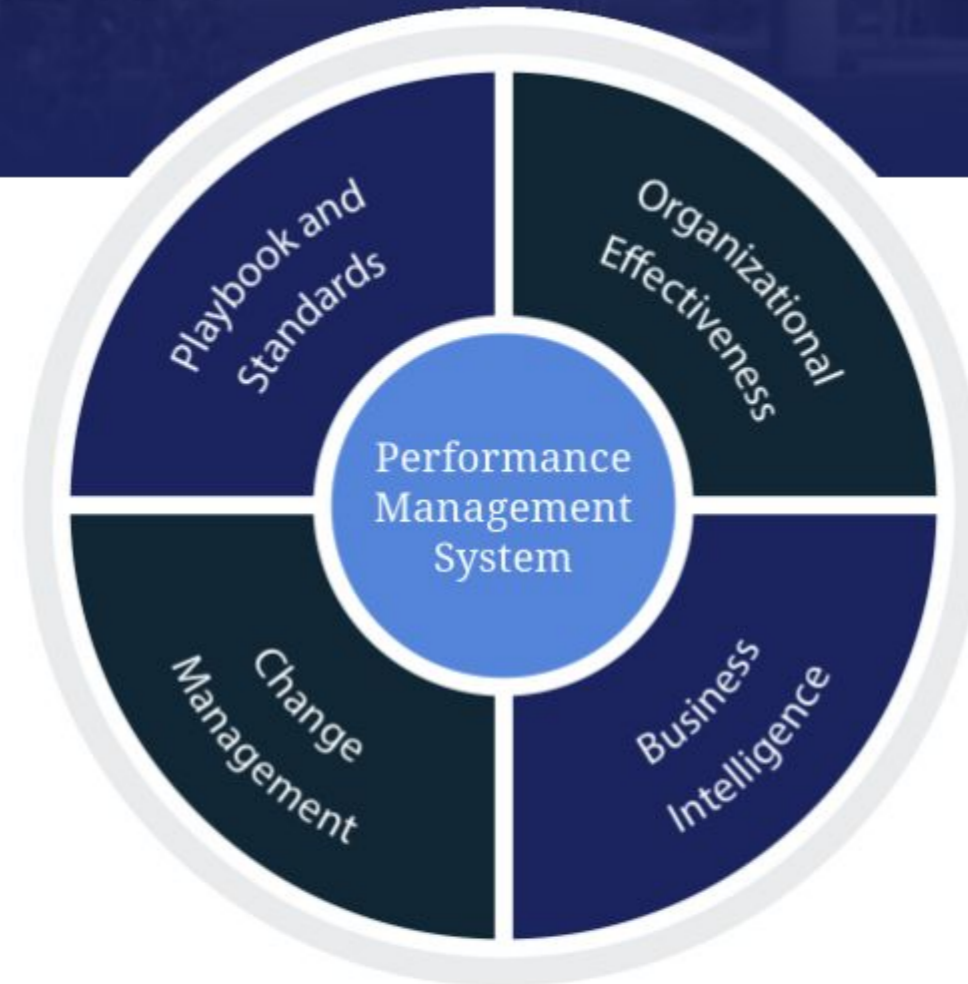 Playbook and
Standards
Organizational
Effectiveness
Performance
Management
System
Change
Management
Business
Intelligence